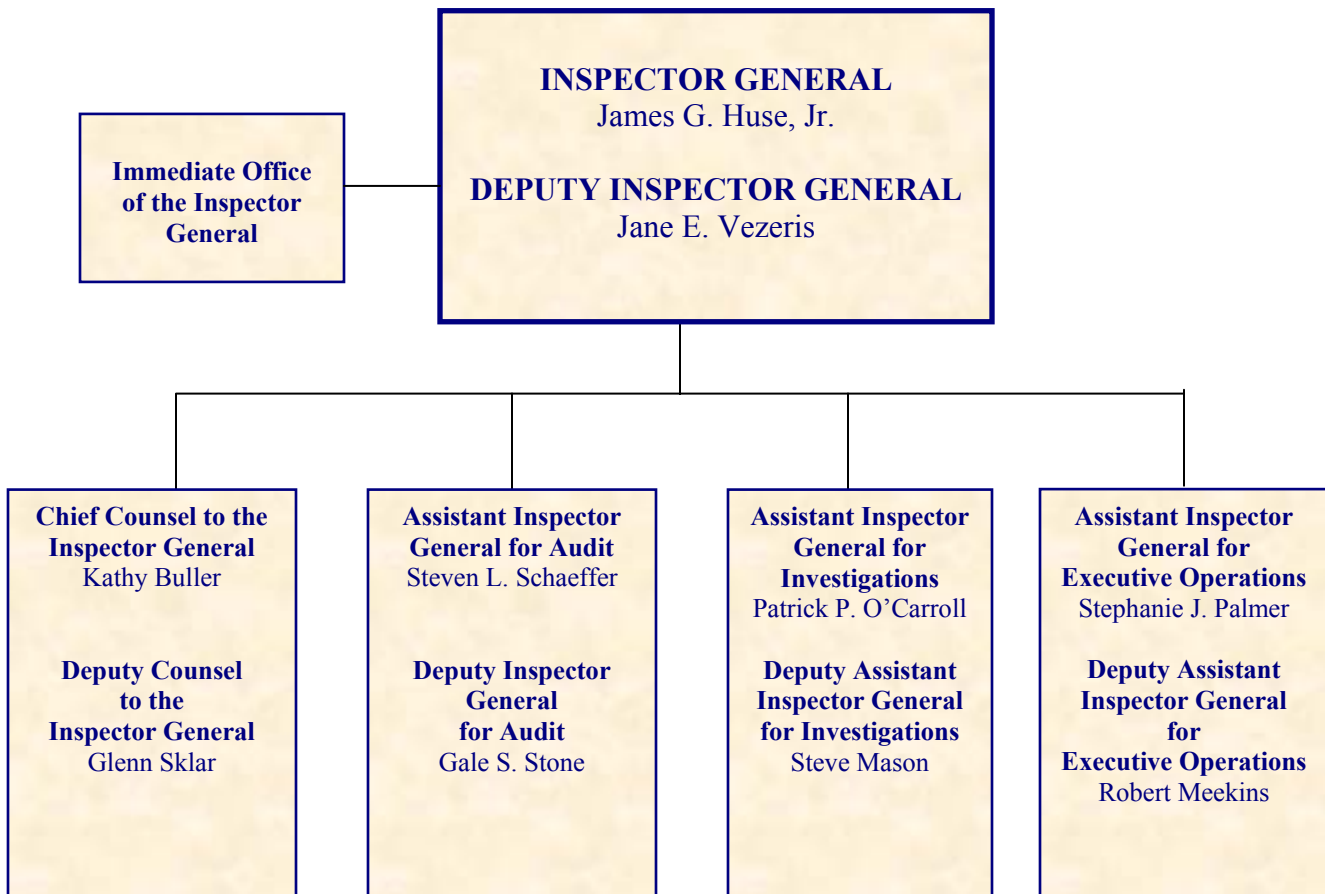 INSPECTOR GENERAL
James G. Huse, Jr.
DEPUTY INSPECTOR GENERAL
Jane E. Vezeris
Immediate Office
of the Inspector
General
Chief Counsel to the
Inspector General
Kathy Buller
Deputy Counsel
to the
Inspector General
Glenn Sklar
Assistant Inspector
General for Audit
Steven L. Schaeffer
Deputy Inspector
General
for Audit
Gale S. Stone
Assistant Inspector
General for
Investigations
Patrick P. O’Carroll
Deputy Assistant
Inspector General
for Investigations
Steve Mason
Assistant Inspector
General for
Executive Operations
Stephanie J. Palmer
Deputy Assistant
Inspector General
for
Executive Operations
Robert Meekins